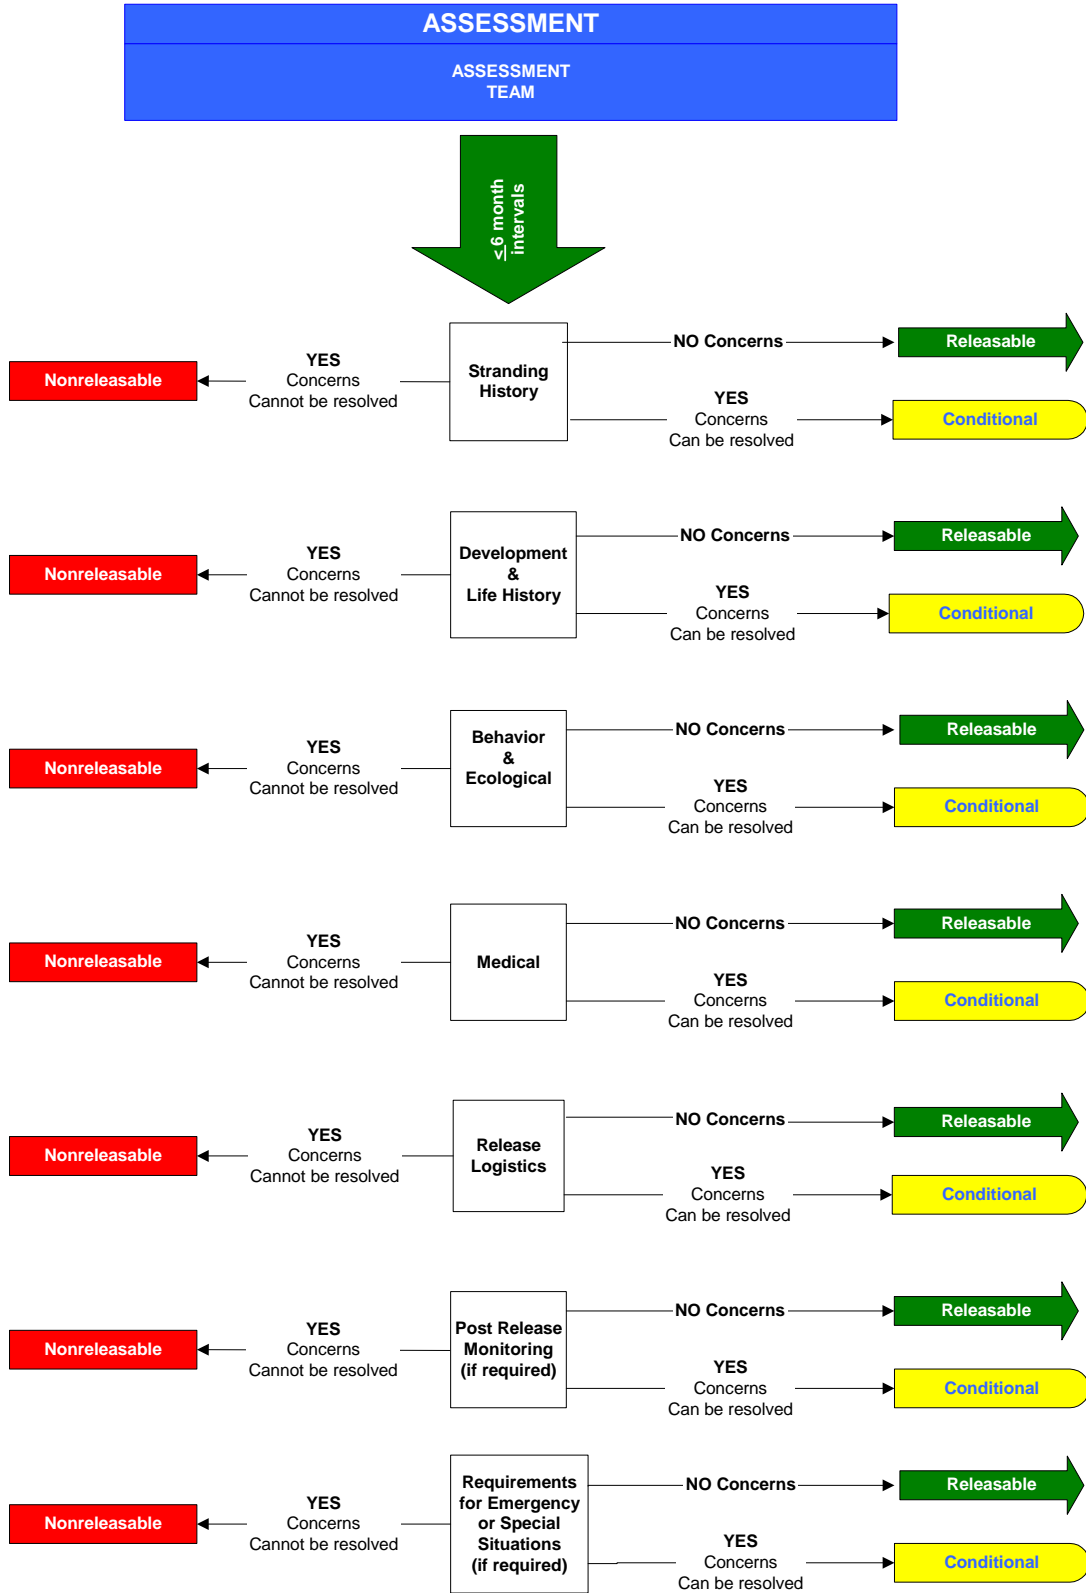 ASSESSMENT
ASSESSMENT
TEAM
≤6 month
intervals
Stranding
History
NO Concerns
Releasable
YES
Concerns
Cannot be resolved
Nonreleasable
YES
Concerns
Can be resolved
Conditional
Development
&
Life History
NO Concerns
Releasable
YES
Concerns
Cannot be resolved
Nonreleasable
YES
Concerns
Can be resolved
Conditional
Behavior
&
Ecological
NO Concerns
Releasable
YES
Concerns
Cannot be resolved
Nonreleasable
YES
Concerns
Can be resolved
Conditional
Medical
NO Concerns
Releasable
YES
Concerns
Cannot be resolved
Nonreleasable
YES
Concerns
Can be resolved
Conditional
Release
Logistics
NO Concerns
Releasable
YES
Concerns
Cannot be resolved
Nonreleasable
YES
Concerns
Can be resolved
Conditional
Post Release
Monitoring
(if required)
NO Concerns
Releasable
YES
Concerns
Cannot be resolved
Nonreleasable
YES
Concerns
Can be resolved
Conditional
Requirements
for Emergency
or Special
Situations
(if required)
NO Concerns
Releasable
YES
Concerns
Cannot be resolved
Nonreleasable
YES
Concerns
Can be resolved
Conditional